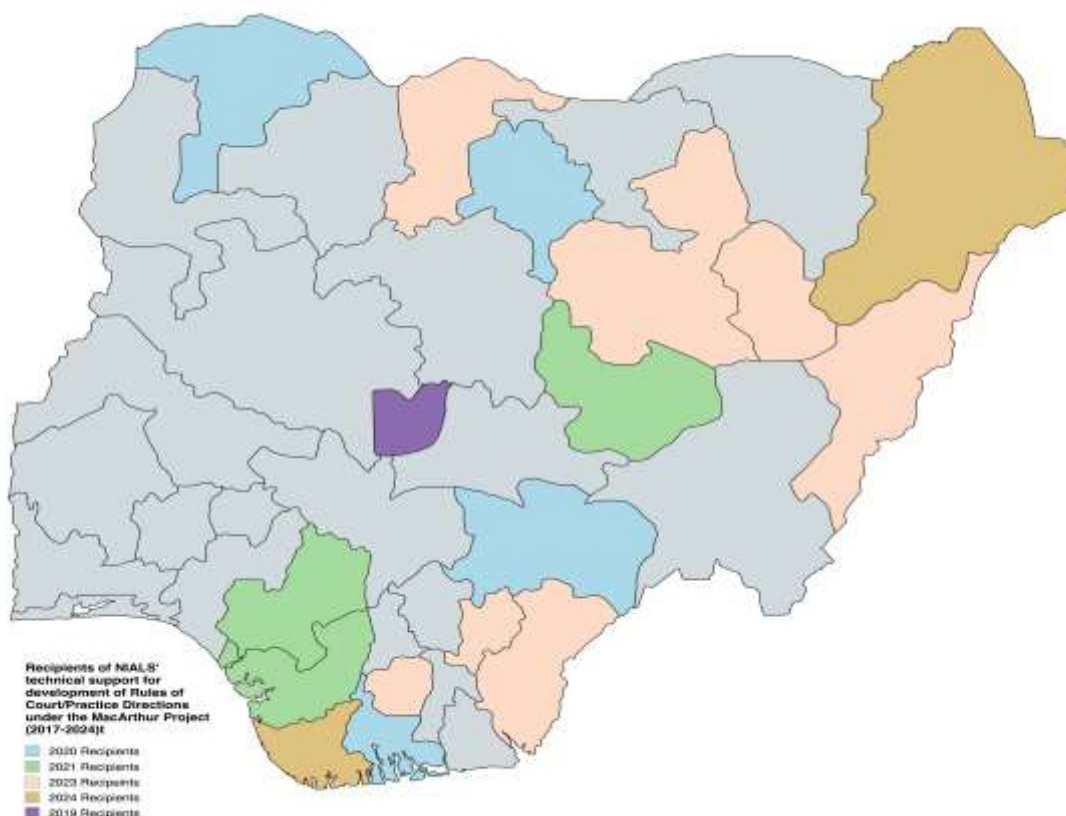 Recipients of NIALS'
technical support for
development of Rules of
Court/Practice Directions
under the MacArthur Project
(2017-2024)t
2020 Recipients
2021 Recipients
2023 Recipeints
2024 Recipients
2019 Recipients